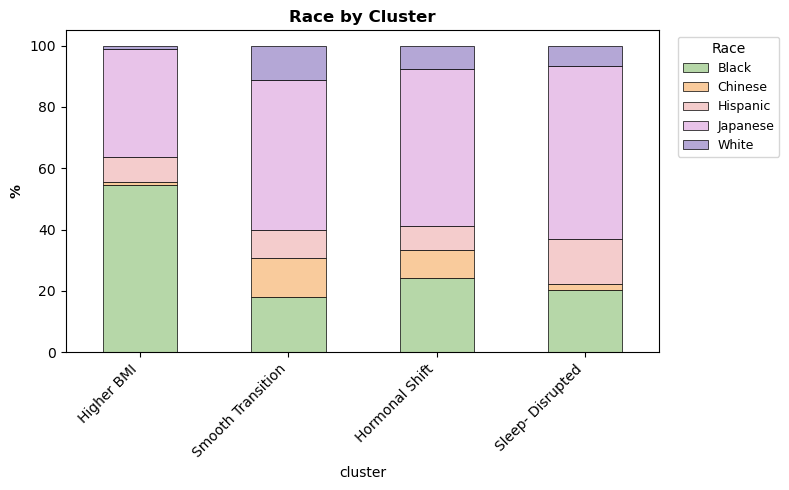 Race by Cluster
%
100
80
60
40
20
0
Higher BMI
Smooth Transition
Hormonal Shift
Sleep- Disrupted
cluster
Race
Black
Chinese
Hispanic
Japanese
White